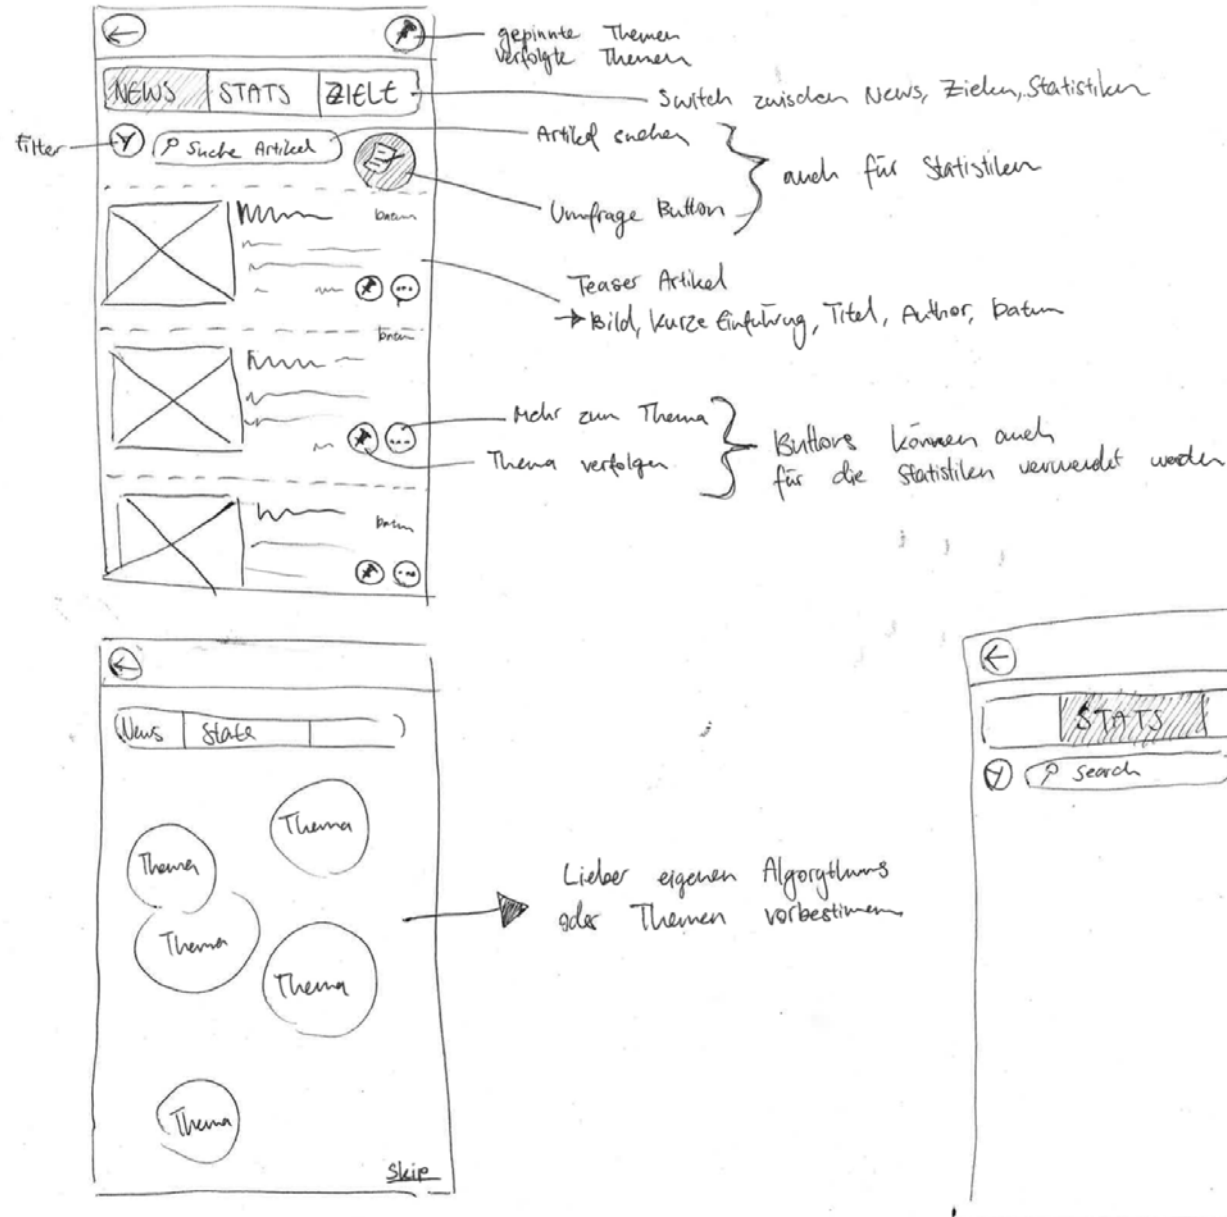 gepinnte Themen
verfolgte Themen
NEWS STATS ZIELE
Switch zwischen News, Zielen, Statistiken
Filter
Suche Artikel
Artikel suchen
auch für Statistiken
Umfrage Button
Datum
Teaser Artikel
→ Bild, kurze Einführung, Titel, Author, Datum
Datum
Mehr zum Thema
Thema verfolgen
Buttons können auch
für die Statistiken verwendet werden
Datum
News State
STATS
Search
Thema
Thema
Thema
Thema
Lieber eigenen Algorythmus
oder Themen vorbestimmen
Thema
Skip